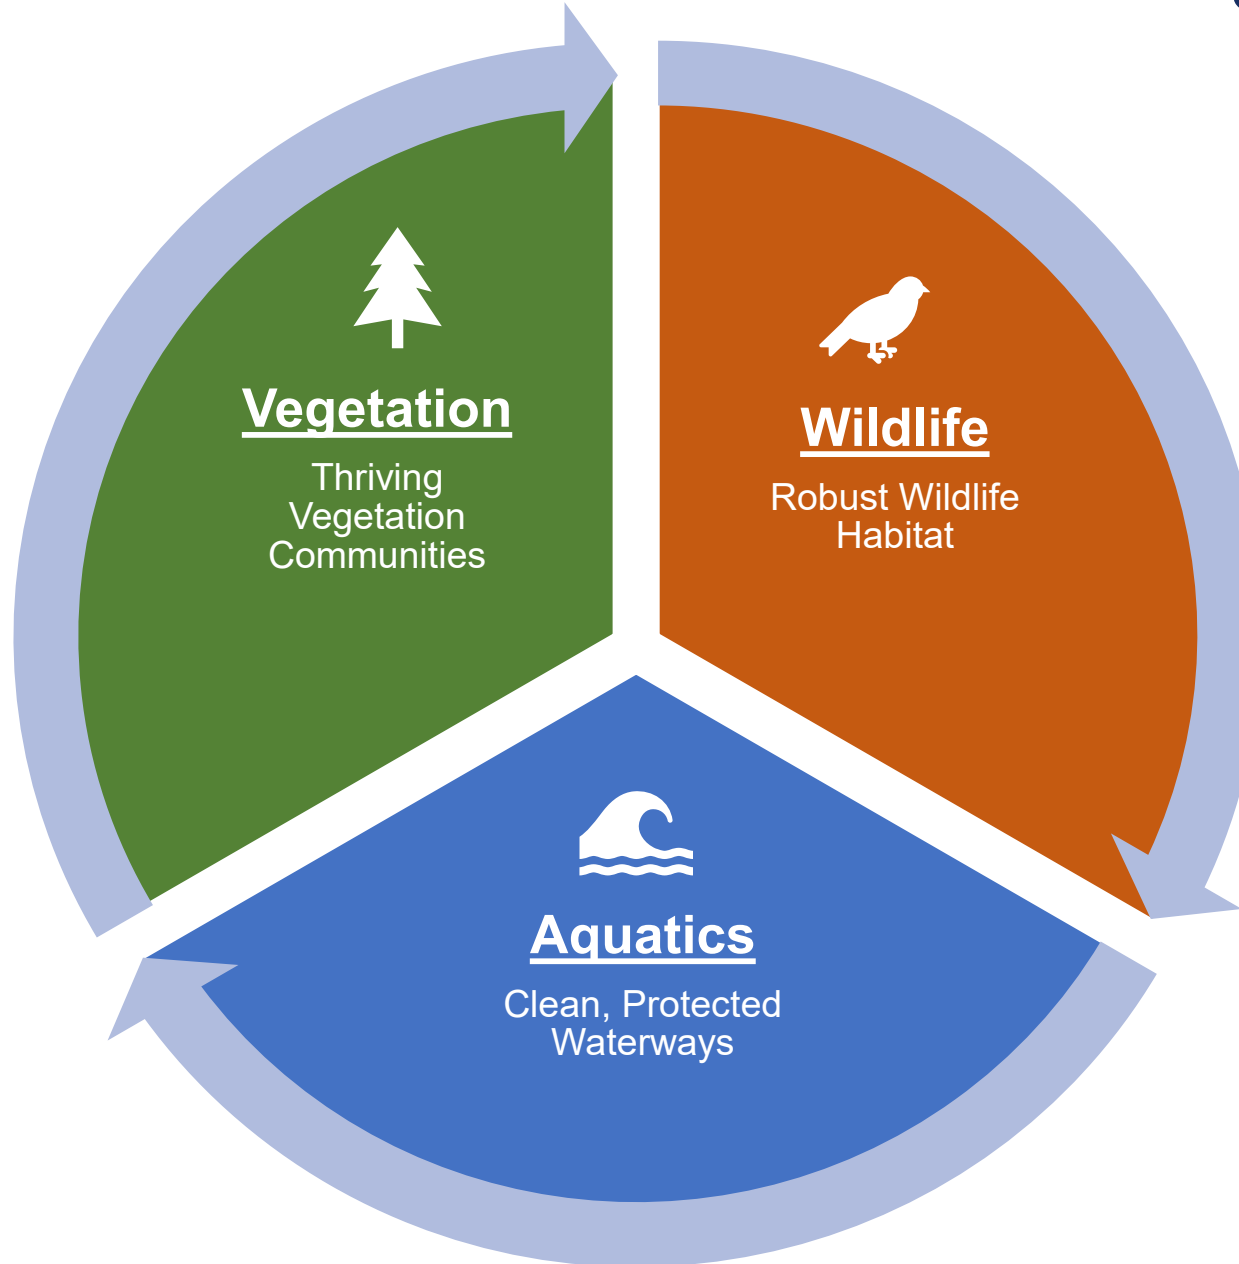 Vegetation
Thriving
Vegetation
Communities
Wildlife
Robust Wildlife
Habitat
Aquatics
Clean, Protected
Waterways